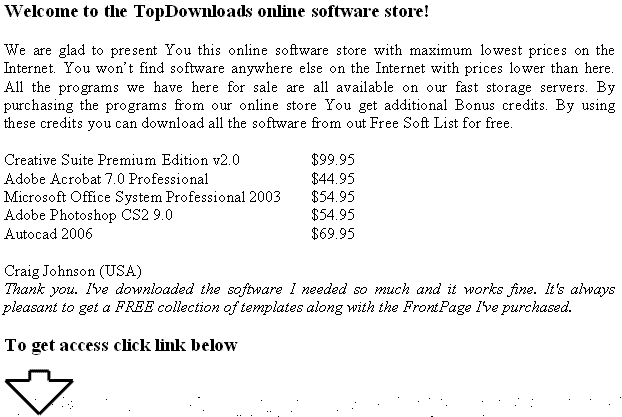 Welcome to the TopDownloads online software store!
We are glad to present You this online software store with maximum lowest prices on the
Internet. You won't find software anywhere else on the Internet with prices lower than here.
All the programs we have here for sale are all available on our fast storage servers. By
purchasing the programs from our online store You get additional Bonus credits. By using
these credits you can download all the software from out Free Soft List for free.
Creative Suite Premium Edition v2.0 $99.95
Adobe Acrobat 7.0 Professional $44.95
Microsoft Office System Professional 2003 $54.95
Adobe Photoshop CS2 9.0 $54.95
Autocad 2006 $69.95
Craig Johnson (USA)
Thank you. I've downloaded the software I needed so much and it works fine. It's always
pleasant to get a FREE collection of templates along with the FrontPage I've purchased.
To get access click link below